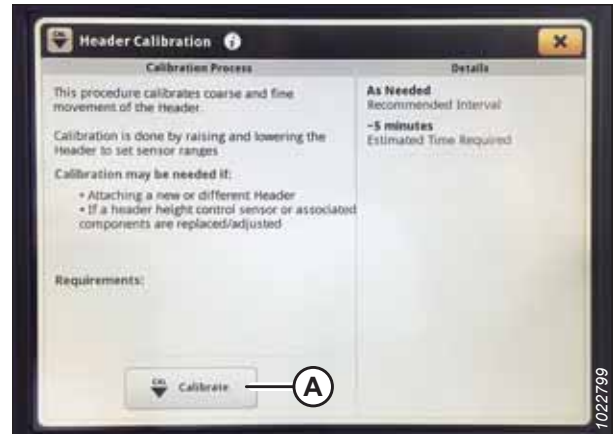 CAL
Header Calibration i
Calibration Process
Details
This procedure calibrates coarse and fine
movement of the Header.
Calibration is done by raising and lowering the
Header to set sensor ranges
Calibration may be needed if:
• Attaching a new or different Header
• If a header height control sensor or associated
components are replaced/adjusted
Requirements:
As Needed
Recommended Interval
~5 minutes
Estimated Time Required
CAL
Calibrate
A
1022799